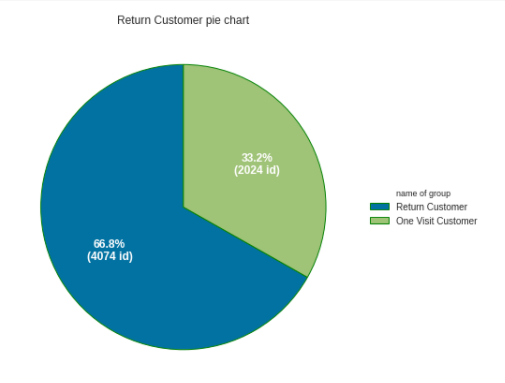 Return Customer pie chart
33.2%
(2024 id)
66.8%
(4074 id)
name of group
Return Customer
One Visit Customer